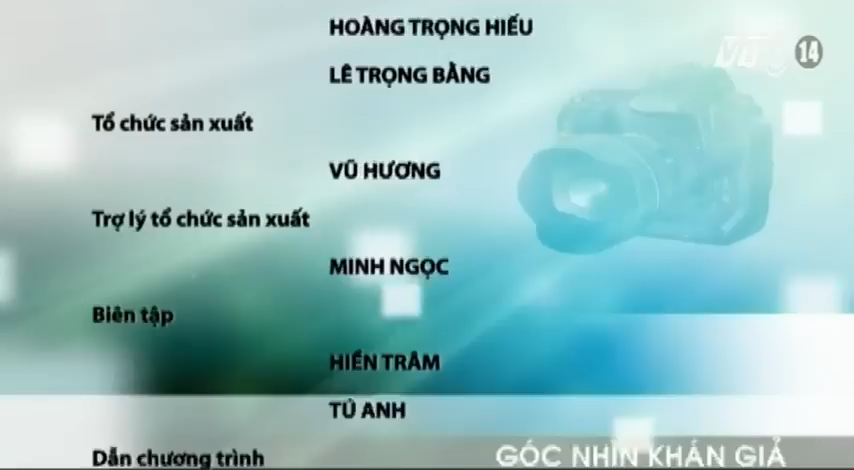 HOÀNG TRỌNG HIẾU
LÊ TRỌNG BẰNG
Tổ chức sản xuất
VŨ HƯƠNG
Trợ lý tổ chức sản xuất
MINH NGỌC
Biên tập
HIỀN TRÂM
TÚ ANH
Dẫn chương trình
GÓC NHÌN KHÁN GIẢ
14